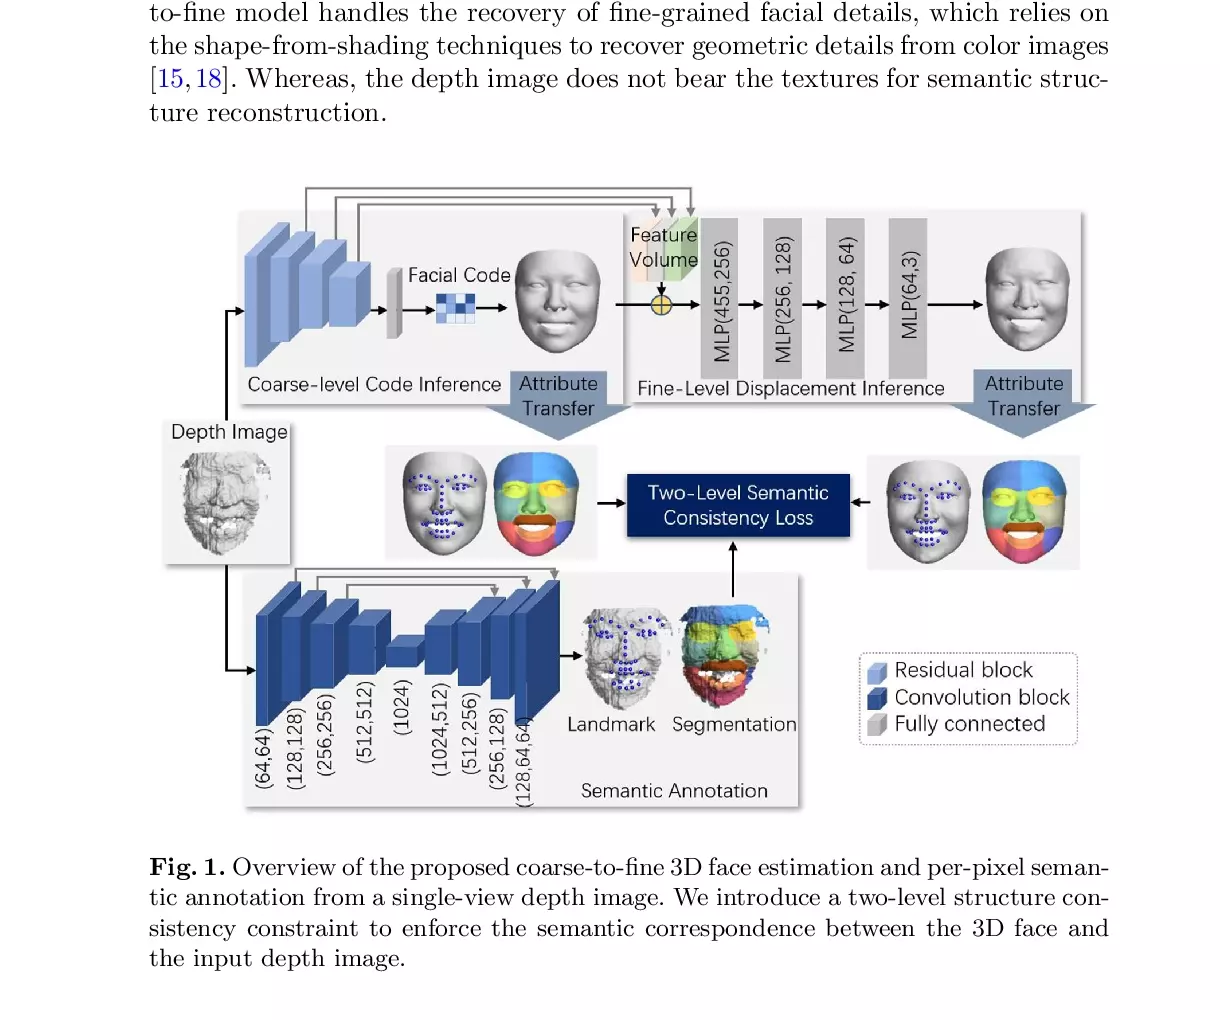 to-fine model handles the recovery of fine-grained facial details, which relies on
the shape-from-shading techniques to recover geometric details from color images
[15,18]. Whereas, the depth image does not bear the textures for semantic struc-
ture reconstruction.
Feature
Volume
Facial Code
MLP(455,256)
MLP(256, 128)
MLP(128, 64)
MLP(64,3)
Coarse-level Code Inference
Attribute
Transfer
Fine-Level Displacement Inference
Attribute
Transfer
Depth Image
Two-Level Semantic
Consistency Loss
(64,64)
(128,128)
(256,256)
(512,512)
(1024)
(1024,512)
(512,256)
(256,128)
(128,64,64)
Landmark
Segmentation
Semantic Annotation
Residual block
Convolution block
Fully connected
Fig. 1. Overview of the proposed coarse-to-fine 3D face estimation and per-pixel seman-
tic annotation from a single-view depth image. We introduce a two-level structure con-
sistency constraint to enforce the semantic correspondence between the 3D face and
the input depth image.